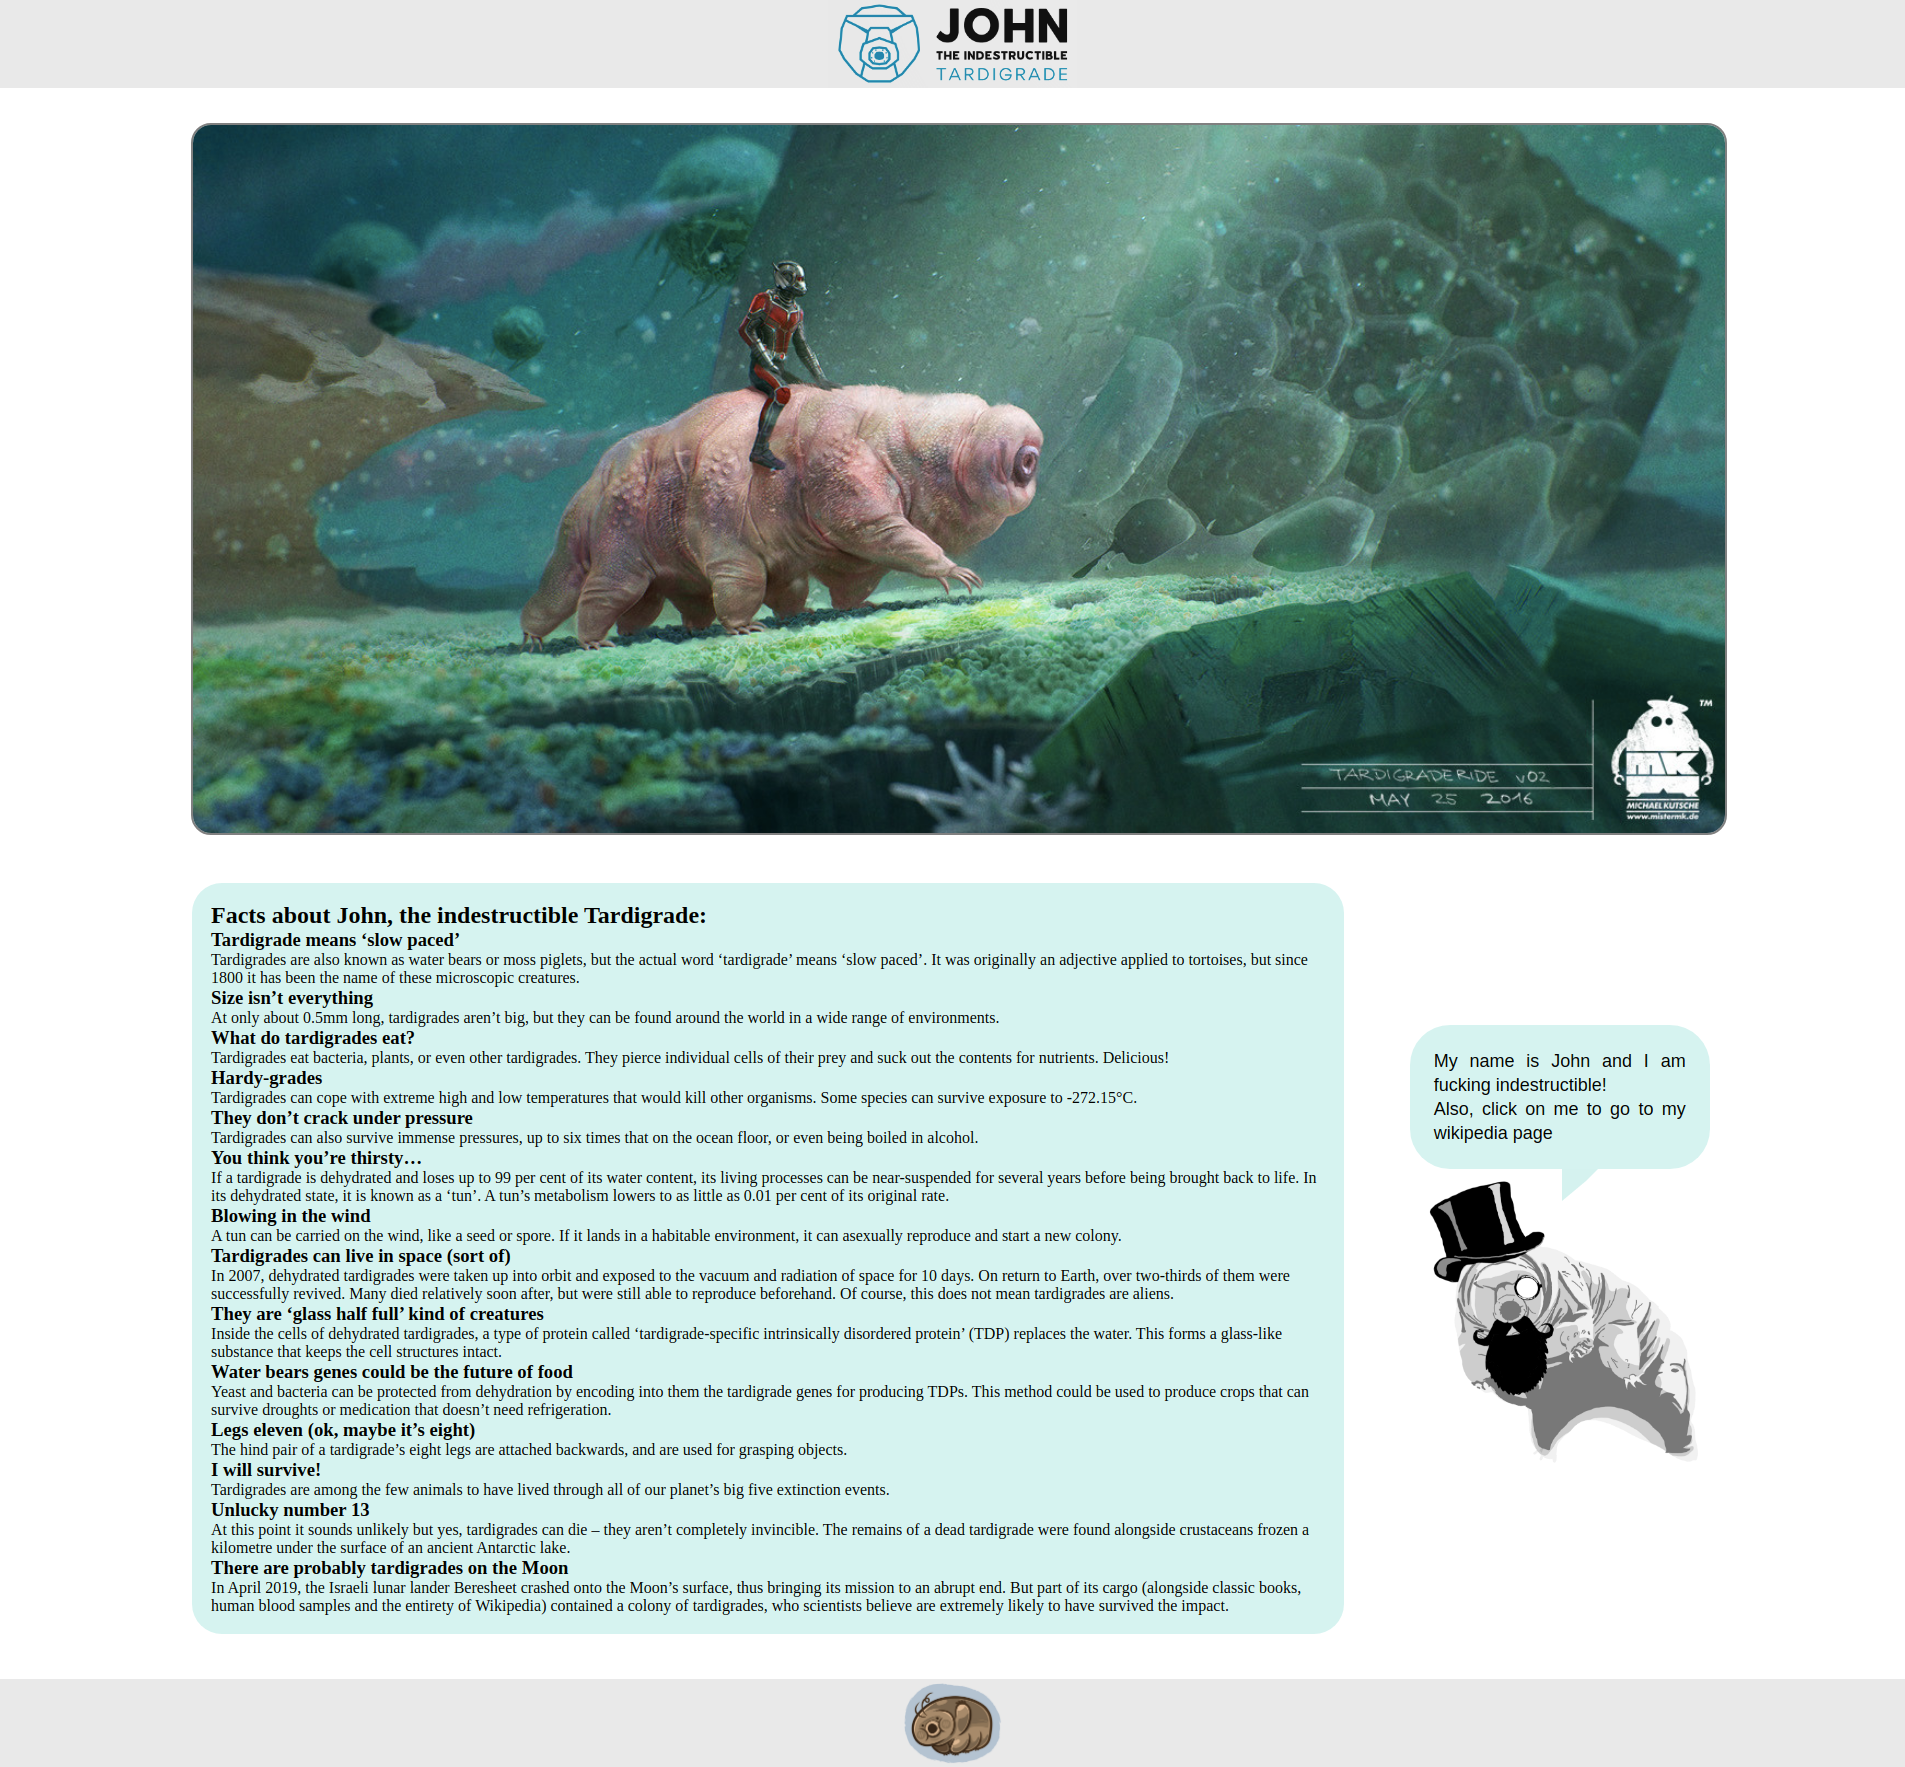 JOHN
THE INDESTRUCTIBLE
TARDIGRADE
TM
TARDIGRADERIDE v02
MAY 25 2016
MK
MICHAEL KUTSCHE
www.mistermk.de
Facts about John, the indestructible Tardigrade:
Tardigrade means ‘slow paced’
Tardigrades are also known as water bears or moss piglets, but the actual word ‘tardigrade’ means ‘slow paced’. It was originally an adjective applied to tortoises, but since
1800 it has been the name of these microscopic creatures.
Size isn’t everything
At only about 0.5mm long, tardigrades aren’t big, but they can be found around the world in a wide range of environments.
What do tardigrades eat?
Tardigrades eat bacteria, plants, or even other tardigrades. They pierce individual cells of their prey and suck out the contents for nutrients. Delicious!
Hardy-grades
Tardigrades can cope with extreme high and low temperatures that would kill other organisms. Some species can survive exposure to -272.15°C.
They don’t crack under pressure
Tardigrades can also survive immense pressures, up to six times that on the ocean floor, or even being boiled in alcohol.
You think you’re thirsty…
If a tardigrade is dehydrated and loses up to 99 per cent of its water content, its living processes can be near-suspended for several years before being brought back to life. In
its dehydrated state, it is known as a ‘tun’. A tun’s metabolism lowers to as little as 0.01 per cent of its original rate.
Blowing in the wind
A tun can be carried on the wind, like a seed or spore. If it lands in a habitable environment, it can asexually reproduce and start a new colony.
Tardigrades can live in space (sort of)
In 2007, dehydrated tardigrades were taken up into orbit and exposed to the vacuum and radiation of space for 10 days. On return to Earth, over two-thirds of them were
successfully revived. Many died relatively soon after, but were still able to reproduce beforehand. Of course, this does not mean tardigrades are aliens.
They are ‘glass half full’ kind of creatures
Inside the cells of dehydrated tardigrades, a type of protein called ‘tardigrade-specific intrinsically disordered protein’ (TDP) replaces the water. This forms a glass-like
substance that keeps the cell structures intact.
Water bears genes could be the future of food
Yeast and bacteria can be protected from dehydration by encoding into them the tardigrade genes for producing TDPs. This method could be used to produce crops that can
survive droughts or medication that doesn’t need refrigeration.
Legs eleven (ok, maybe it’s eight)
The hind pair of a tardigrade’s eight legs are attached backwards, and are used for grasping objects.
I will survive!
Tardigrades are among the few animals to have lived through all of our planet’s big five extinction events.
Unlucky number 13
At this point it sounds unlikely but yes, tardigrades can die – they aren’t completely invincible. The remains of a dead tardigrade were found alongside crustaceans frozen a
kilometre under the surface of an ancient Antarctic lake.
There are probably tardigrades on the Moon
In April 2019, the Israeli lunar lander Beresheet crashed onto the Moon’s surface, thus bringing its mission to an abrupt end. But part of its cargo (alongside classic books,
human blood samples and the entirety of Wikipedia) contained a colony of tardigrades, who scientists believe are extremely likely to have survived the impact.
My name is John and I am
fucking indestructible!
Also, click on me to go to my
wikipedia page